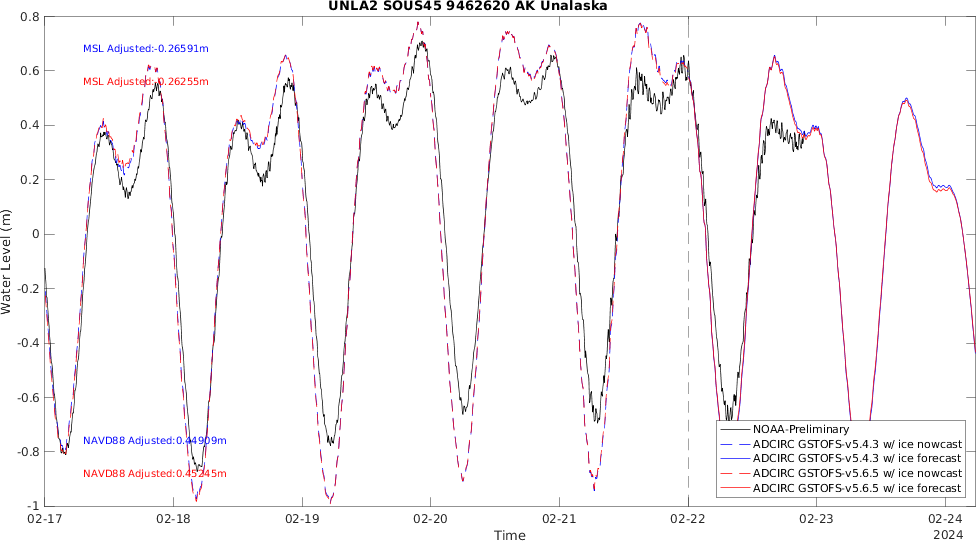 UNLA2 SOUS45 9462620 AK Unalaska
0.8
0.6
0.4
0.2
0
-0.2
-0.4
-0.6
-0.8
-1
Water Level (m)
MSL Adjusted:-0.26591m
MSL Adjusted:-0.26255m
NAVD88 Adjusted:0.44909m
NAVD88 Adjusted:0.45245m
NOAA-Preliminary
ADCIRC GSTOFS-v5.4.3 w/ ice nowcast
ADCIRC GSTOFS-v5.4.3 w/ ice forecast
ADCIRC GSTOFS-v5.6.5 w/ ice nowcast
ADCIRC GSTOFS-v5.6.5 w/ ice forecast
02-17 02-18 02-19 02-20 02-21 02-22 02-23 02-24
Time
2024